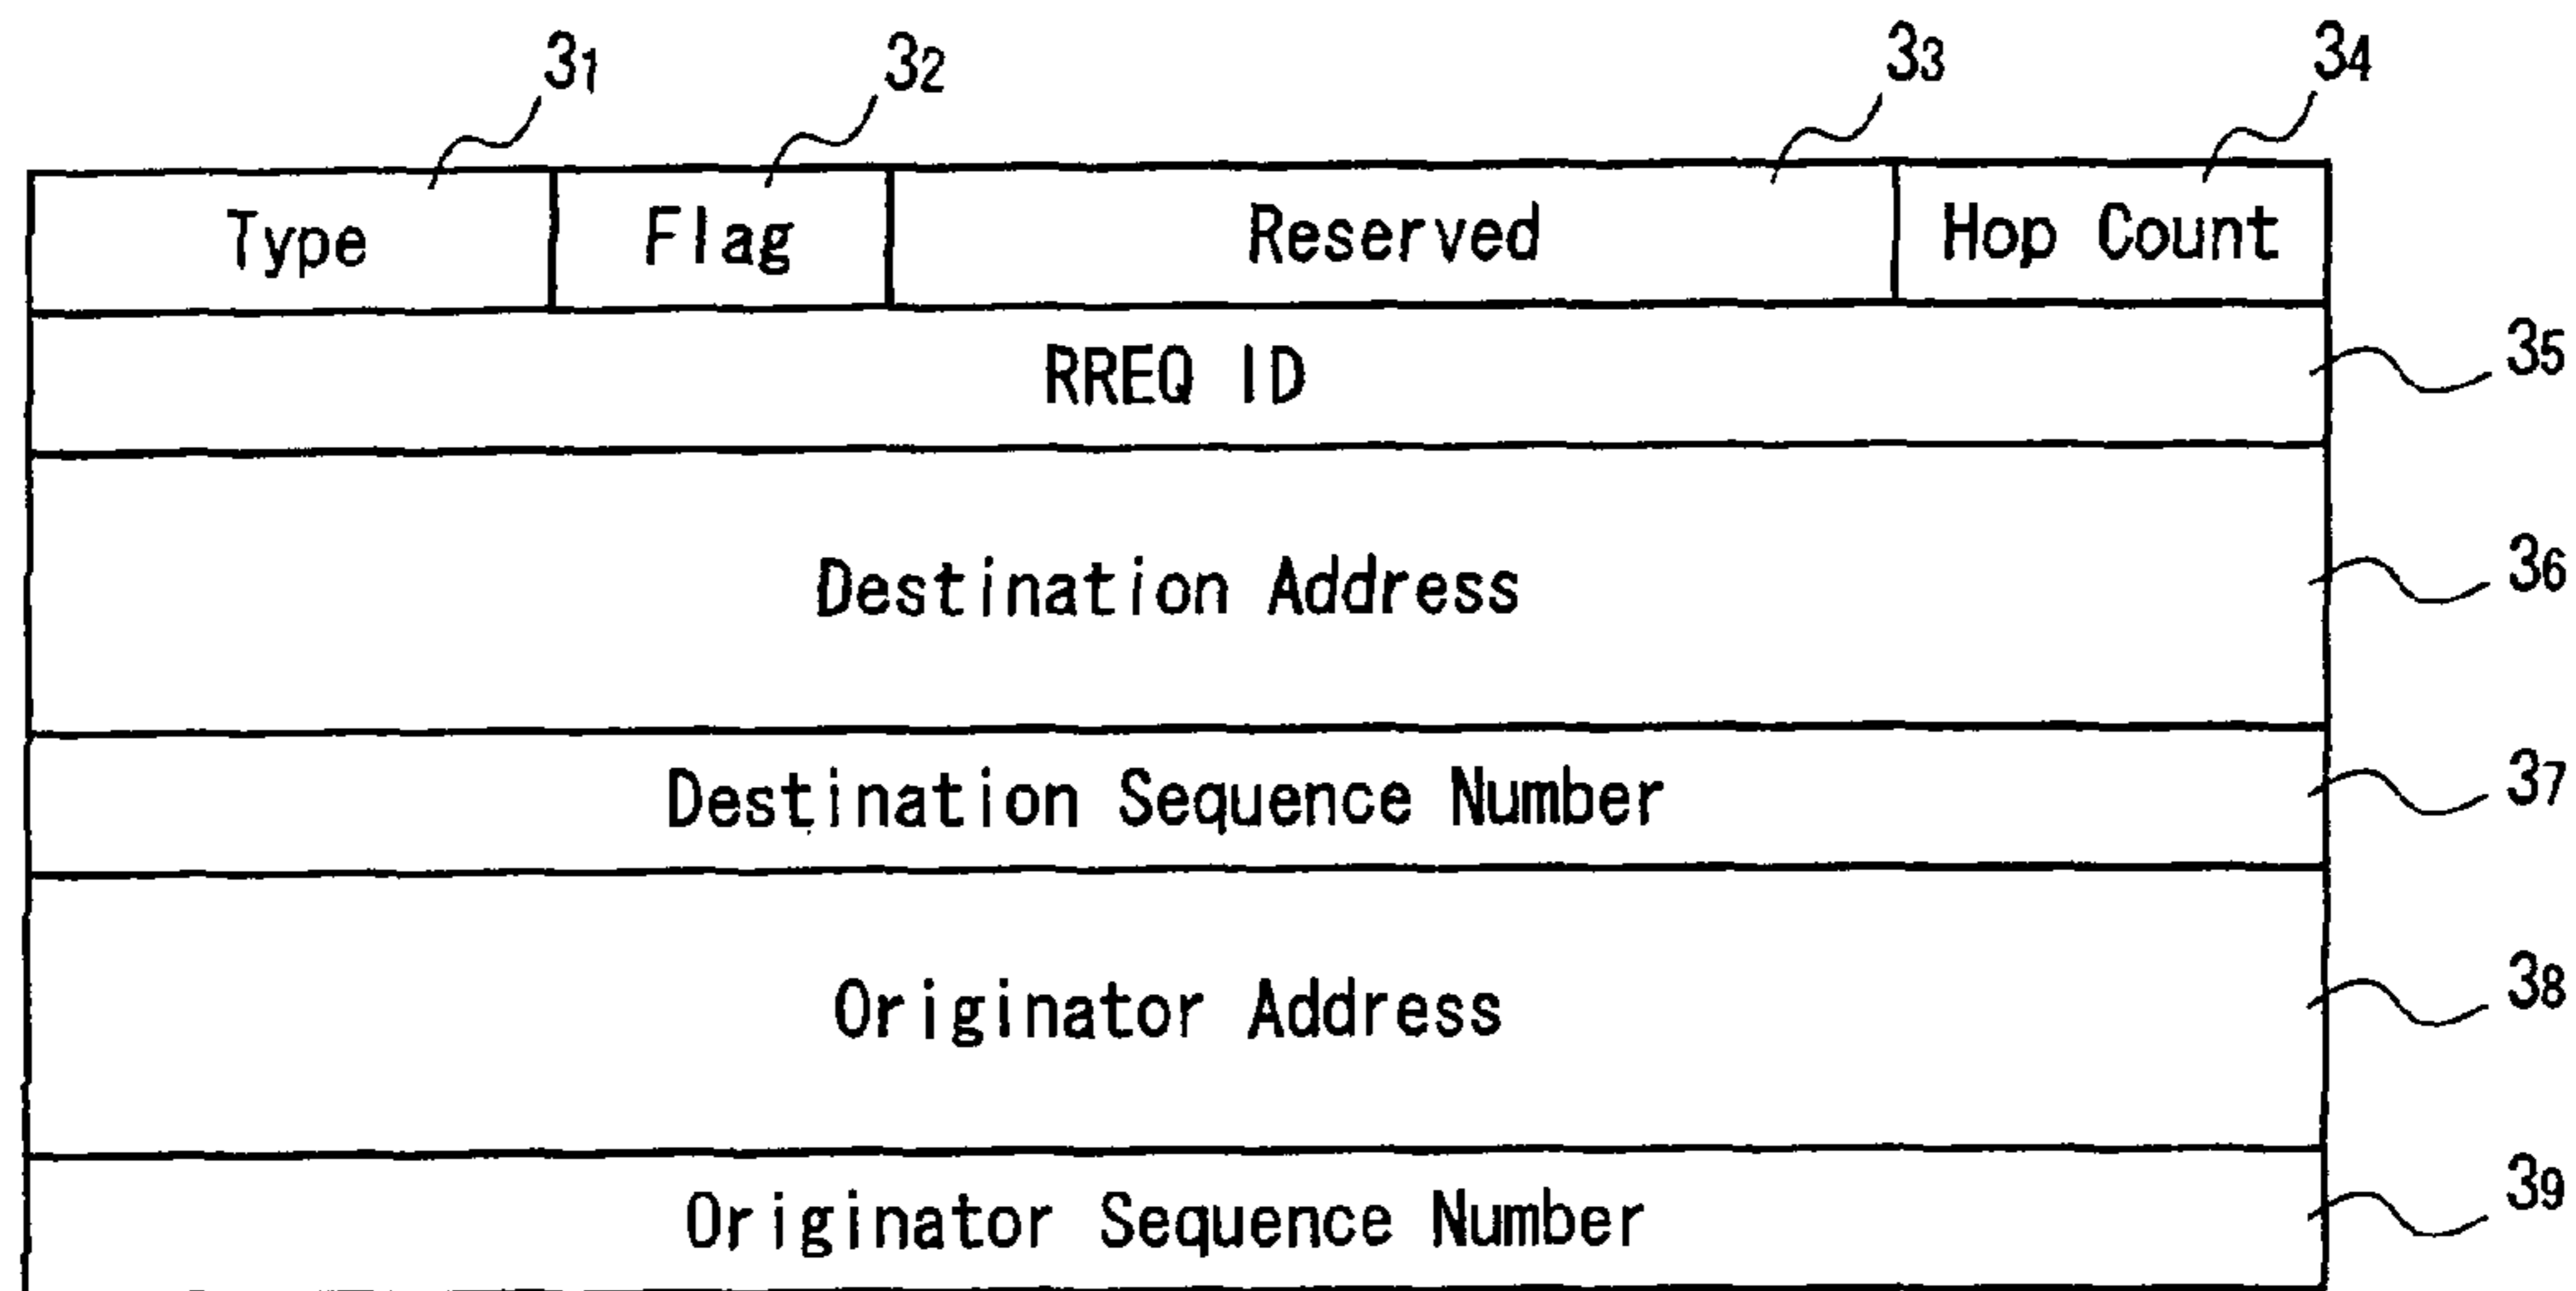 31 32 33 34
Type Flag Reserved Hop Count
RREQ ID 35
Destination Address 36
Destination Sequence Number 37
Originator Address 38
Originator Sequence Number 39